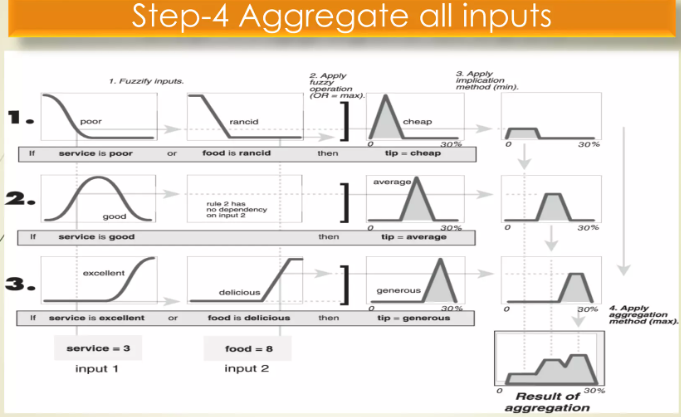 Step-4 Aggregate all inputs
1. Fuzzify inputs.
2. Apply
fuzzy
operation
(OR = max).
3. Apply
implication
method (min).
1.
poor
rancid
cheap
0 30%
If service is poor or food is rancid then tip = cheap
2.
good
rule 2 has
no dependency
on input 2
average
0 30%
0 30%
If service is good then tip = average
3.
excellent
delicious
generous
0 30%
0 30%
If service is excellent or food is delicious then tip = generous
4. Apply
aggregation
method (max).
service = 3
food = 8
input 1
input 2
0 30%
Result of
aggregation